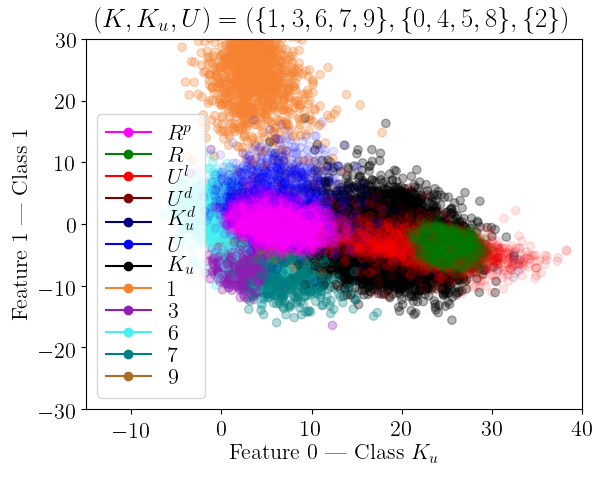 (K, K_u, U) = ({1, 3, 6, 7, 9}, {0, 4, 5, 8}, {2})
30
20
10
0
−10
−20
−30
Feature 1 — Class 1
R^p
R
U^l
U^d
K_u^d
U
K_u
1
3
6
7
9
−10 0 10 20 30 40
Feature 0 — Class K_u